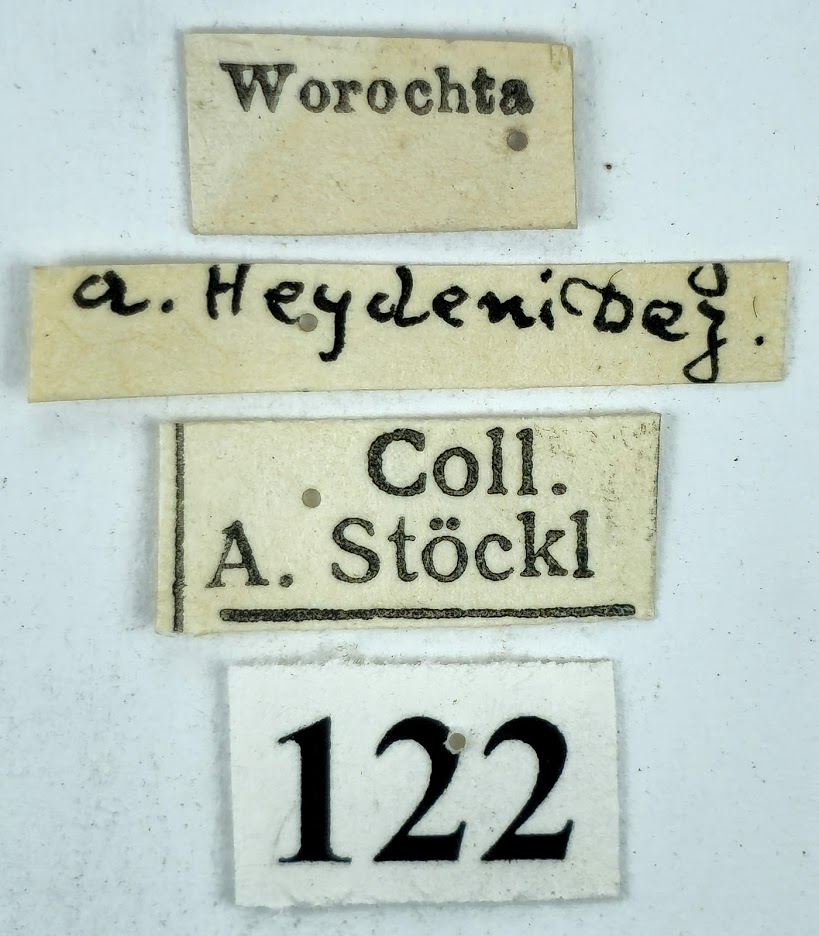 Worochta
a. Heydeni Dej.
Coll.
A. Stöckl
122